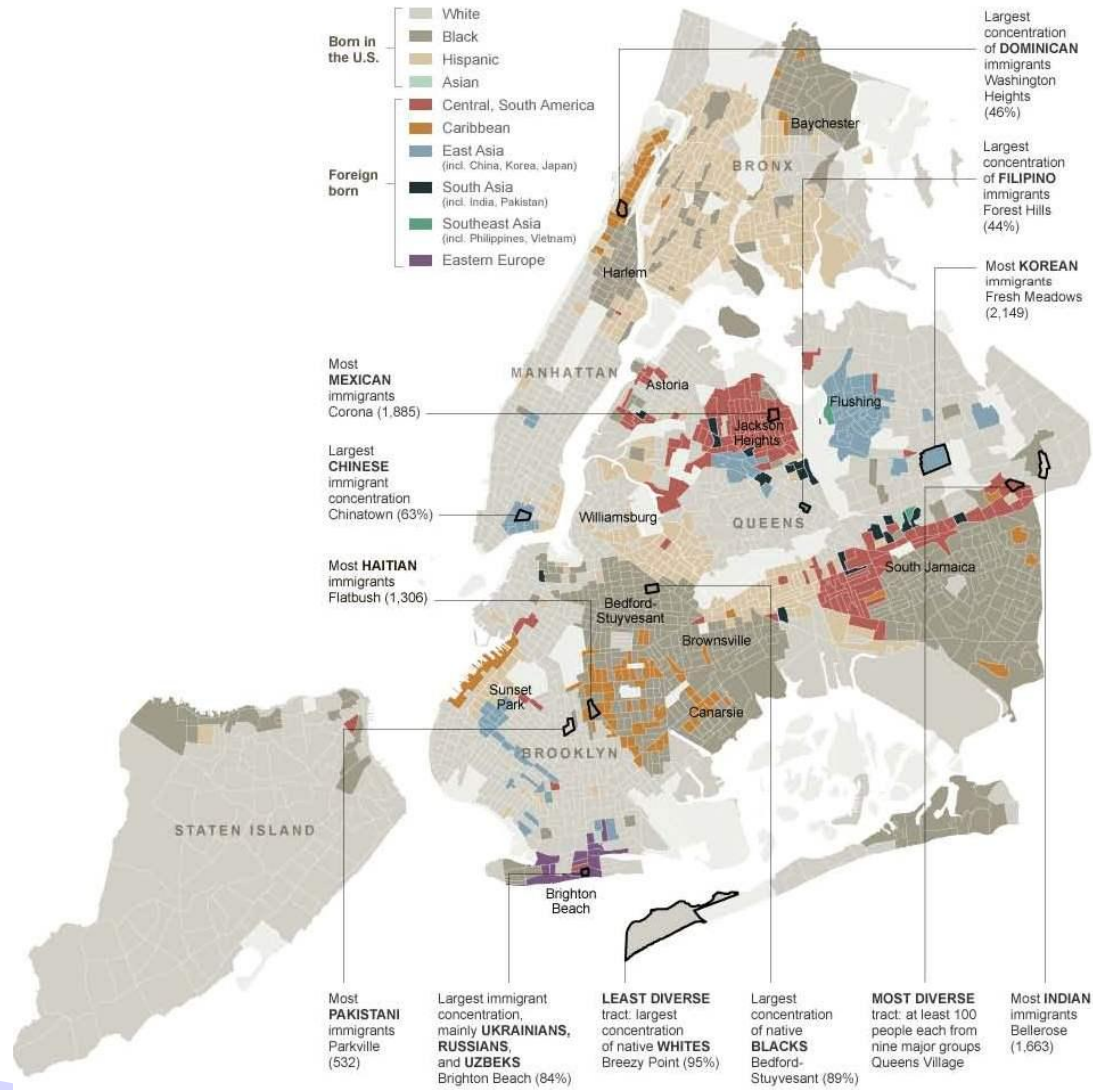 Born in
the U.S.
White
Black
Hispanic
Asian
Foreign
born
Central, South America
Caribbean
East Asia
(incl. China, Korea, Japan)
South Asia
(incl. India, Pakistan)
Southeast Asia
(incl. Philippines, Vietnam)
Eastern Europe
Largest
concentration
of DOMINICAN
immigrants
Washington
Heights
(46%)
Largest
concentration
of FILIPINO
immigrants
Forest Hills
(44%)
Most KOREAN
immigrants
Fresh Meadows
(2,149)
Most
MEXICAN
immigrants
Corona (1,885)
Largest
CHINESE
immigrant
concentration
Chinatown (63%)
Most HAITIAN
immigrants
Flatbush (1,306)
Baychester
BRONX
Harlem
MANHATTAN
Astoria
Jackson
Heights
Flushing
Williamsburg
QUEENS
South Jamaica
Bedford-
Stuyvesant
Brownsville
Sunset
Park
Canarsie
BROOKLYN
STATEN ISLAND
Brighton
Beach
Most
PAKISTANI
immigrants
Parkville
(532)
Largest immigrant
concentration,
mainly UKRAINIANS,
RUSSIANS,
and UZBEKS
Brighton Beach (84%)
LEAST DIVERSE
tract: largest
concentration
of native WHITES
Breezy Point (95%)
Largest
concentration
of native
BLACKS
Bedford-
Stuyvesant (89%)
MOST DIVERSE
tract: at least 100
people each from
nine major groups
Queens Village
Most INDIAN
immigrants
Bellerose
(1,663)